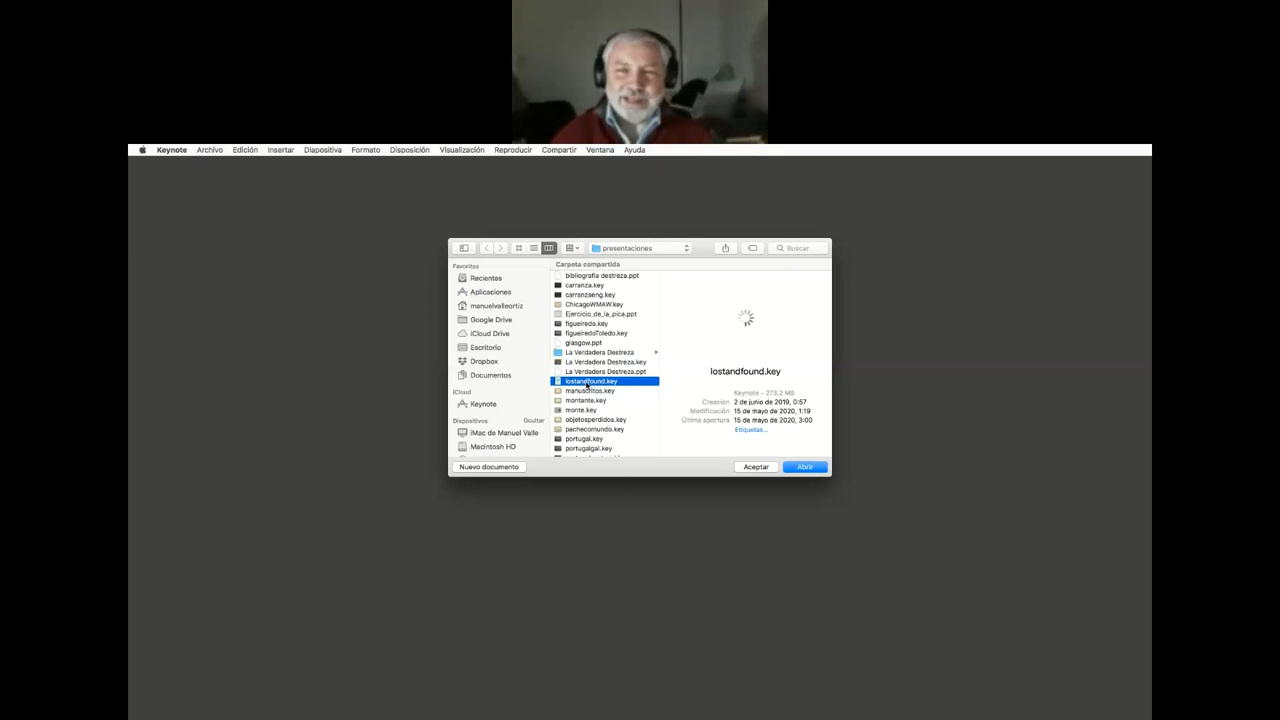 Keynote Archivo Edición Insertar Diapositiva Formato Disposición Visualización Reproducir Compartir Ventana Ayuda
presentaciones
Buscar
Favoritos
Recientes
Aplicaciones
manuelvalleortiz
Google Drive
iCloud Drive
Escritorio
Dropbox
Documentos
iCloud
Keynote
Dispositivos Ocultar
iMac de Manuel Valle
Macintosh HD
Carpeta compartida
bibliografia destreza.ppt
carranza.key
carranzaeng.key
ChicagoWMAW.key
Ejercicio_de_la_pica.ppt
figueiredo.key
figueiredoToledo.key
glasgow.ppt
La Verdadera Destreza
La Verdadera Destreza.key
La Verdadera Destreza.ppt
lostandfound.key
manuscritos.key
montante.key
monte.key
objetosperdidos.key
pachecomundo.key
portugal.key
portugalgal.key
lostandfound.key
Keynote - 273,2 MB
Creación 2 de junio de 2019, 0:57
Modificación 15 de mayo de 2020, 1:19
Última apertura 15 de mayo de 2020, 3:00
Etiquetas...
Nuevo documento
Aceptar
Abrir